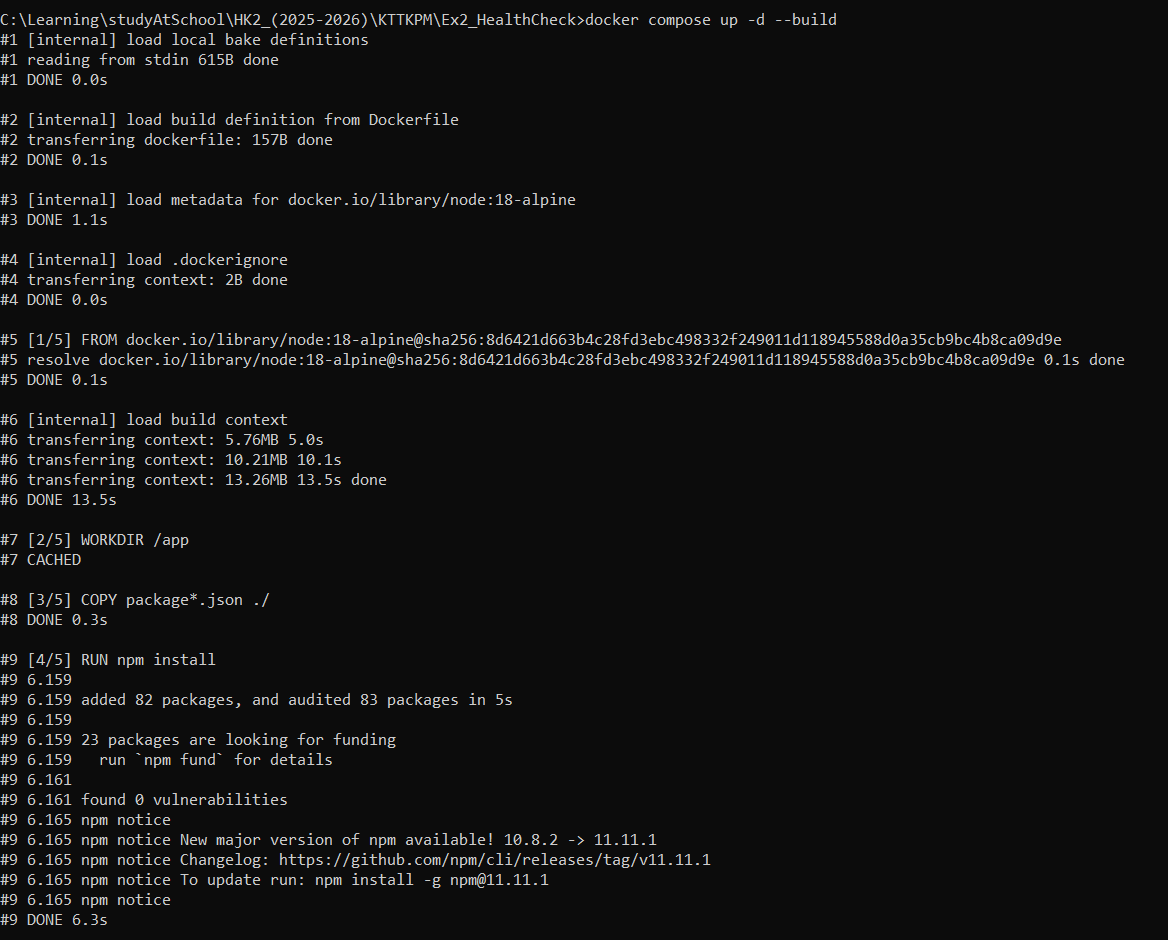 C:\Learning\studyAtSchool\HK2_(2025-2026)\KTTKPM\Ex2_HealthCheck>docker compose up -d --build
#1 [internal] load local bake definitions
#1 reading from stdin 615B done
#1 DONE 0.0s
#2 [internal] load build definition from Dockerfile
#2 transferring dockerfile: 157B done
#2 DONE 0.1s
#3 [internal] load metadata for docker.io/library/node:18-alpine
#3 DONE 1.1s
#4 [internal] load .dockerignore
#4 transferring context: 2B done
#4 DONE 0.0s
#5 [1/5] FROM docker.io/library/node:18-alpine@sha256:8d6421d663b4c28fd3ebc498332f249011d118945588d0a35cb9bc4b8ca09d9e
#5 resolve docker.io/library/node:18-alpine@sha256:8d6421d663b4c28fd3ebc498332f249011d118945588d0a35cb9bc4b8ca09d9e 0.1s done
#5 DONE 0.1s
#6 [internal] load build context
#6 transferring context: 5.76MB 5.0s
#6 transferring context: 10.21MB 10.1s
#6 transferring context: 13.26MB 13.5s done
#6 DONE 13.5s
#7 [2/5] WORKDIR /app
#7 CACHED
#8 [3/5] COPY package*.json ./
#8 DONE 0.3s
#9 [4/5] RUN npm install
#9 6.159
#9 6.159 added 82 packages, and audited 83 packages in 5s
#9 6.159
#9 6.159 23 packages are looking for funding
#9 6.159   run `npm fund` for details
#9 6.161
#9 6.161 found 0 vulnerabilities
#9 6.165 npm notice
#9 6.165 npm notice New major version of npm available! 10.8.2 -> 11.11.1
#9 6.165 npm notice Changelog: https://github.com/npm/cli/releases/tag/v11.11.1
#9 6.165 npm notice To update run: npm install -g npm@11.11.1
#9 6.165 npm notice
#9 DONE 6.3s